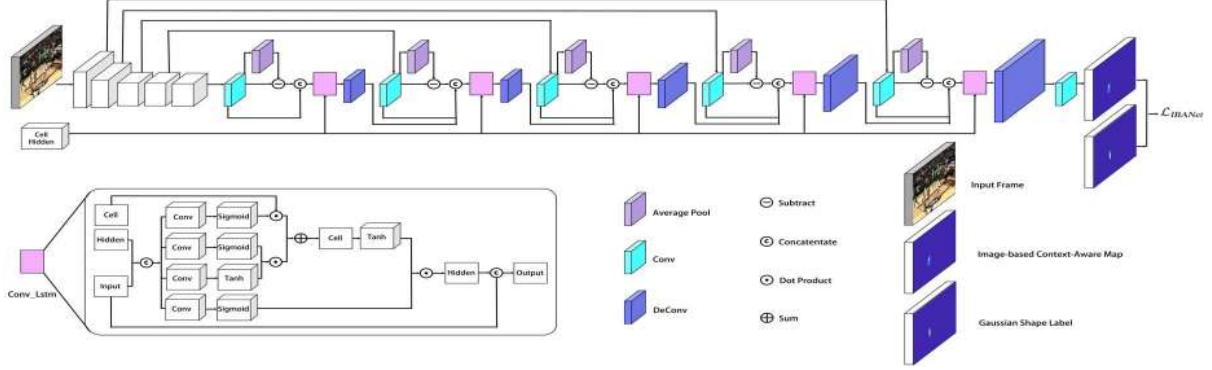 c
c
c
c
c
Cell
Hidden
ℒIBANet
Input Frame
Cell
Conv
Sigmoid
Average Pool
Subtract
Hidden
c
Conv
Sigmoid
Cell
Tanh
c
Concatentate
Conv
Image-based Context-Aware Map
Conv
Tanh
Hidden
c
Output
Dot Product
Conv_Lstm
Input
Conv
Sigmoid
DeConv
Sum
Gaussian Shape Label